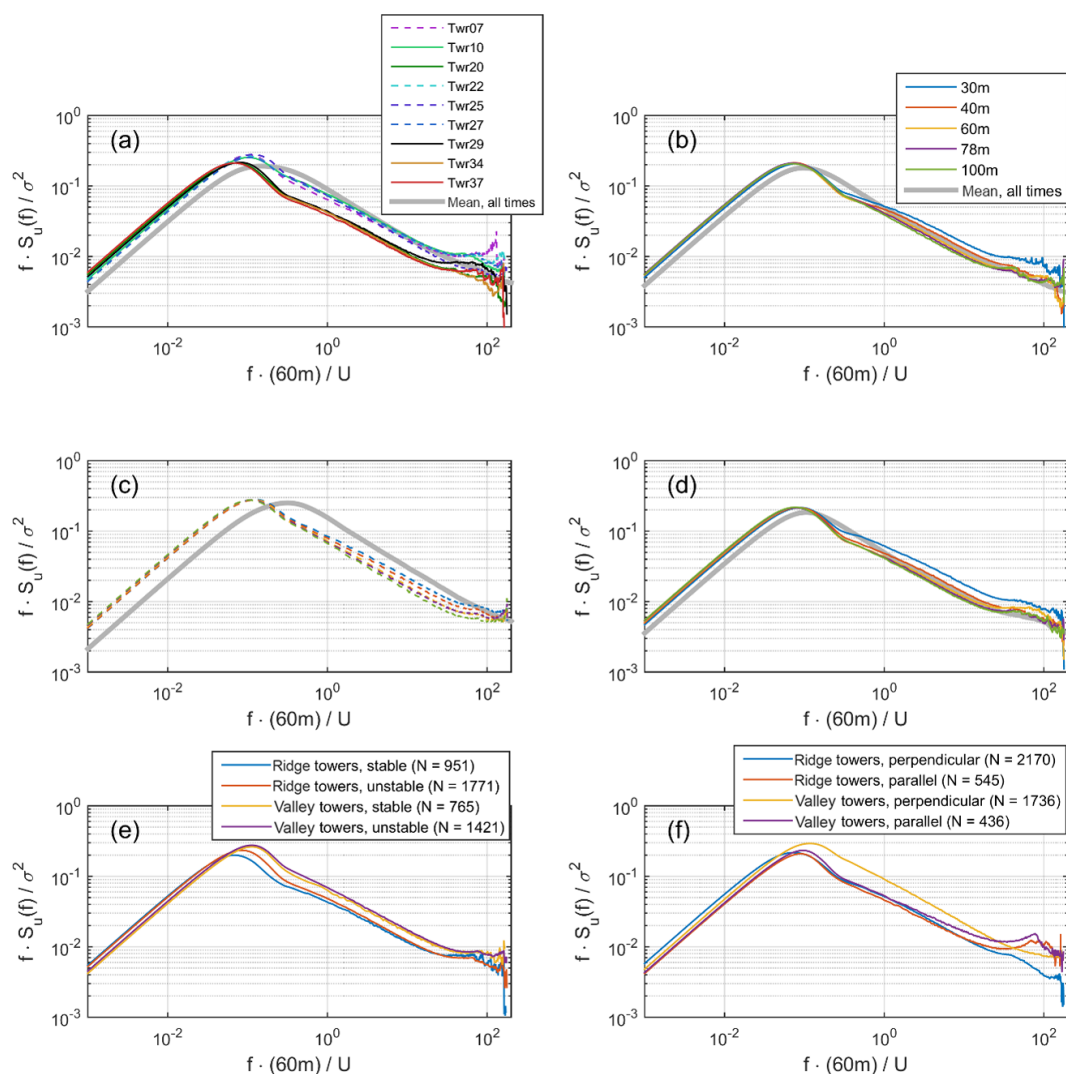 Twr07
Twr10
Twr20
Twr22
Twr25
Twr27
Twr29
Twr34
Twr37
Mean, all times
30m
40m
60m
78m
100m
Mean, all times
(a)
10^0
10^-1
10^-2
10^-3
10^-2
10^0
10^2
f · S_u(f) / σ^2
f · (60m) / U
(b)
10^0
10^-1
10^-2
10^-3
10^-2
10^0
10^2
f · S_u(f) / σ^2
f · (60m) / U
(c)
10^0
10^-1
10^-2
10^-3
10^-2
10^0
10^2
f · S_u(f) / σ^2
f · (60m) / U
(d)
10^0
10^-1
10^-2
10^-3
10^-2
10^0
10^2
f · S_u(f) / σ^2
f · (60m) / U
Ridge towers, stable (N = 951)
Ridge towers, unstable (N = 1771)
Valley towers, stable (N = 765)
Valley towers, unstable (N = 1421)
(e)
10^0
10^-1
10^-2
10^-3
10^-2
10^0
10^2
f · S_u(f) / σ^2
f · (60m) / U
Ridge towers, perpendicular (N = 2170)
Ridge towers, parallel (N = 545)
Valley towers, perpendicular (N = 1736)
Valley towers, parallel (N = 436)
(f)
10^0
10^-1
10^-2
10^-3
10^-2
10^0
10^2
f · S_u(f) / σ^2
f · (60m) / U